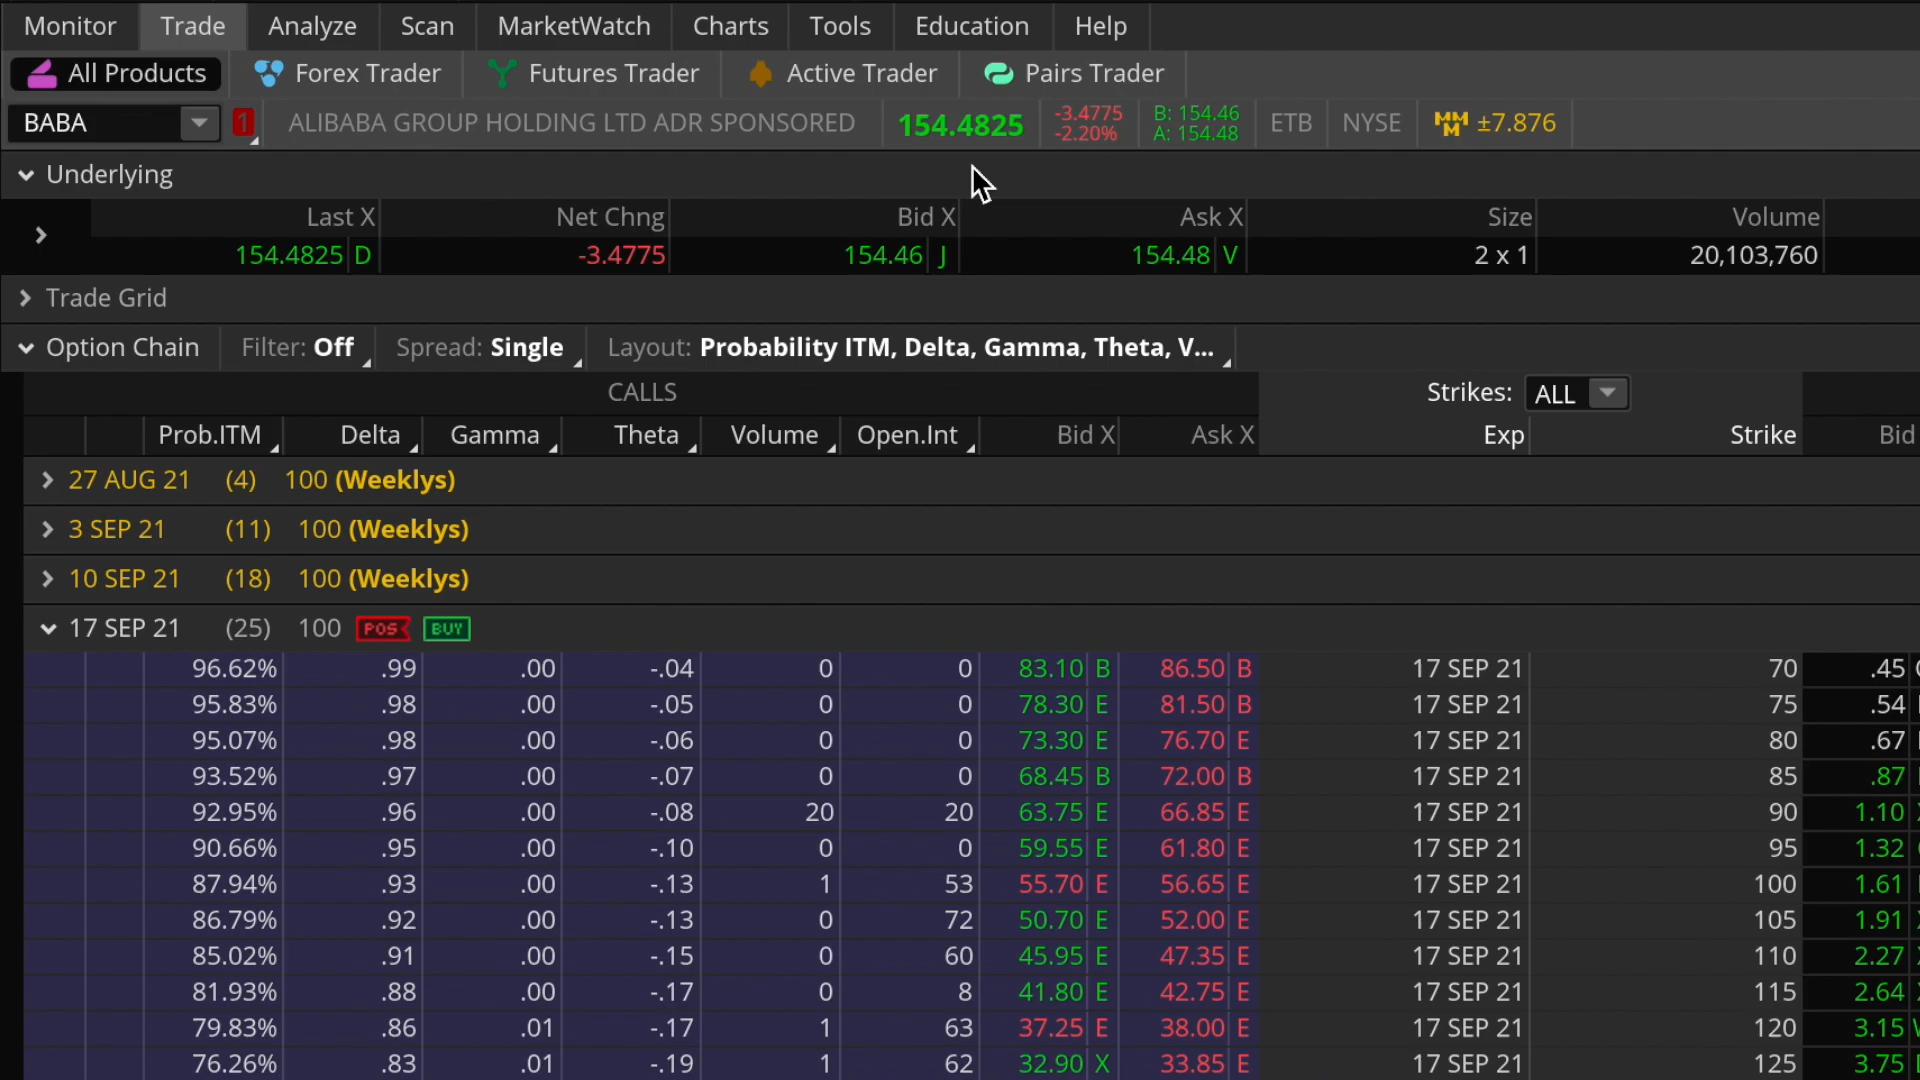 Monitor Trade Analyze Scan MarketWatch Charts Tools Education Help
All Products Forex Trader Futures Trader Active Trader Pairs Trader
BABA 1 ALIBABA GROUP HOLDING LTD ADR SPONSORED 154.4825 -3.4775 -2.20% B: 154.46 A: 154.48 ETB NYSE MMM ±7.876
Underlying
Last X Net Chng Bid X Ask X Size Volume
154.4825 D -3.4775 154.46 J 154.48 V 2 x 1 20,103,760
Trade Grid
Option Chain Filter: Off Spread: Single Layout: Probability ITM, Delta, Gamma, Theta, V...
CALLS Strikes: ALL
Prob.ITM Delta Gamma Theta Volume Open.Int Bid X Ask X Exp Strike Bid
27 AUG 21 (4) 100 (Weeklys)
3 SEP 21 (11) 100 (Weeklys)
10 SEP 21 (18) 100 (Weeklys)
17 SEP 21 (25) 100 POS BUY
96.62% .99 .00 -.04 0 0 83.10 B 86.50 B 17 SEP 21 70 .45
95.83% .98 .00 -.05 0 0 78.30 E 81.50 B 17 SEP 21 75 .54
95.07% .98 .00 -.06 0 0 73.30 E 76.70 E 17 SEP 21 80 .67
93.52% .97 .00 -.07 0 0 68.45 B 72.00 B 17 SEP 21 85 .87
92.95% .96 .00 -.08 20 20 63.75 E 66.85 E 17 SEP 21 90 1.10
90.66% .95 .00 -.10 0 0 59.55 E 61.80 E 17 SEP 21 95 1.32
87.94% .93 .00 -.13 1 53 55.70 E 56.65 E 17 SEP 21 100 1.61
86.79% .92 .00 -.13 0 72 50.70 E 52.00 E 17 SEP 21 105 1.91
85.02% .91 .00 -.15 0 60 45.95 E 47.35 E 17 SEP 21 110 2.27
81.93% .88 .00 -.17 0 8 41.80 E 42.75 E 17 SEP 21 115 2.64
79.83% .86 .01 -.17 1 63 37.25 E 38.00 E 17 SEP 21 120 3.15
76.26% .83 .01 -.19 1 62 32.90 X 33.85 E 17 SEP 21 125 3.75